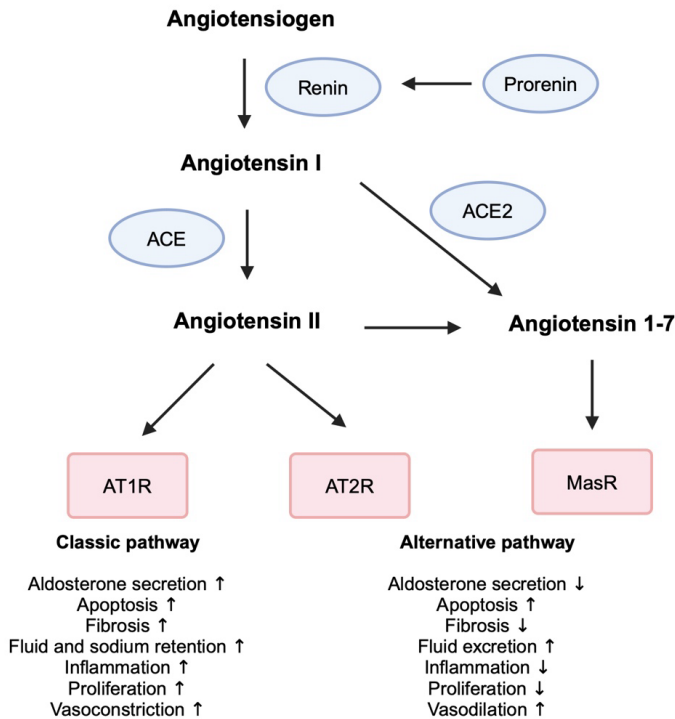 Angiotensiogen
Renin
Prorenin
Angiotensin I
ACE2
ACE
Angiotensin II
Angiotensin 1-7
AT1R
AT2R
MasR
Classic pathway
Aldosterone secretion ↑
Apoptosis ↑
Fibrosis ↑
Fluid and sodium retention ↑
Inflammation ↑
Proliferation ↑
Vasoconstriction ↑
Alternative pathway
Aldosterone secretion ↓
Apoptosis ↑
Fibrosis ↓
Fluid excretion ↑
Inflammation ↓
Proliferation ↓
Vasodilation ↑